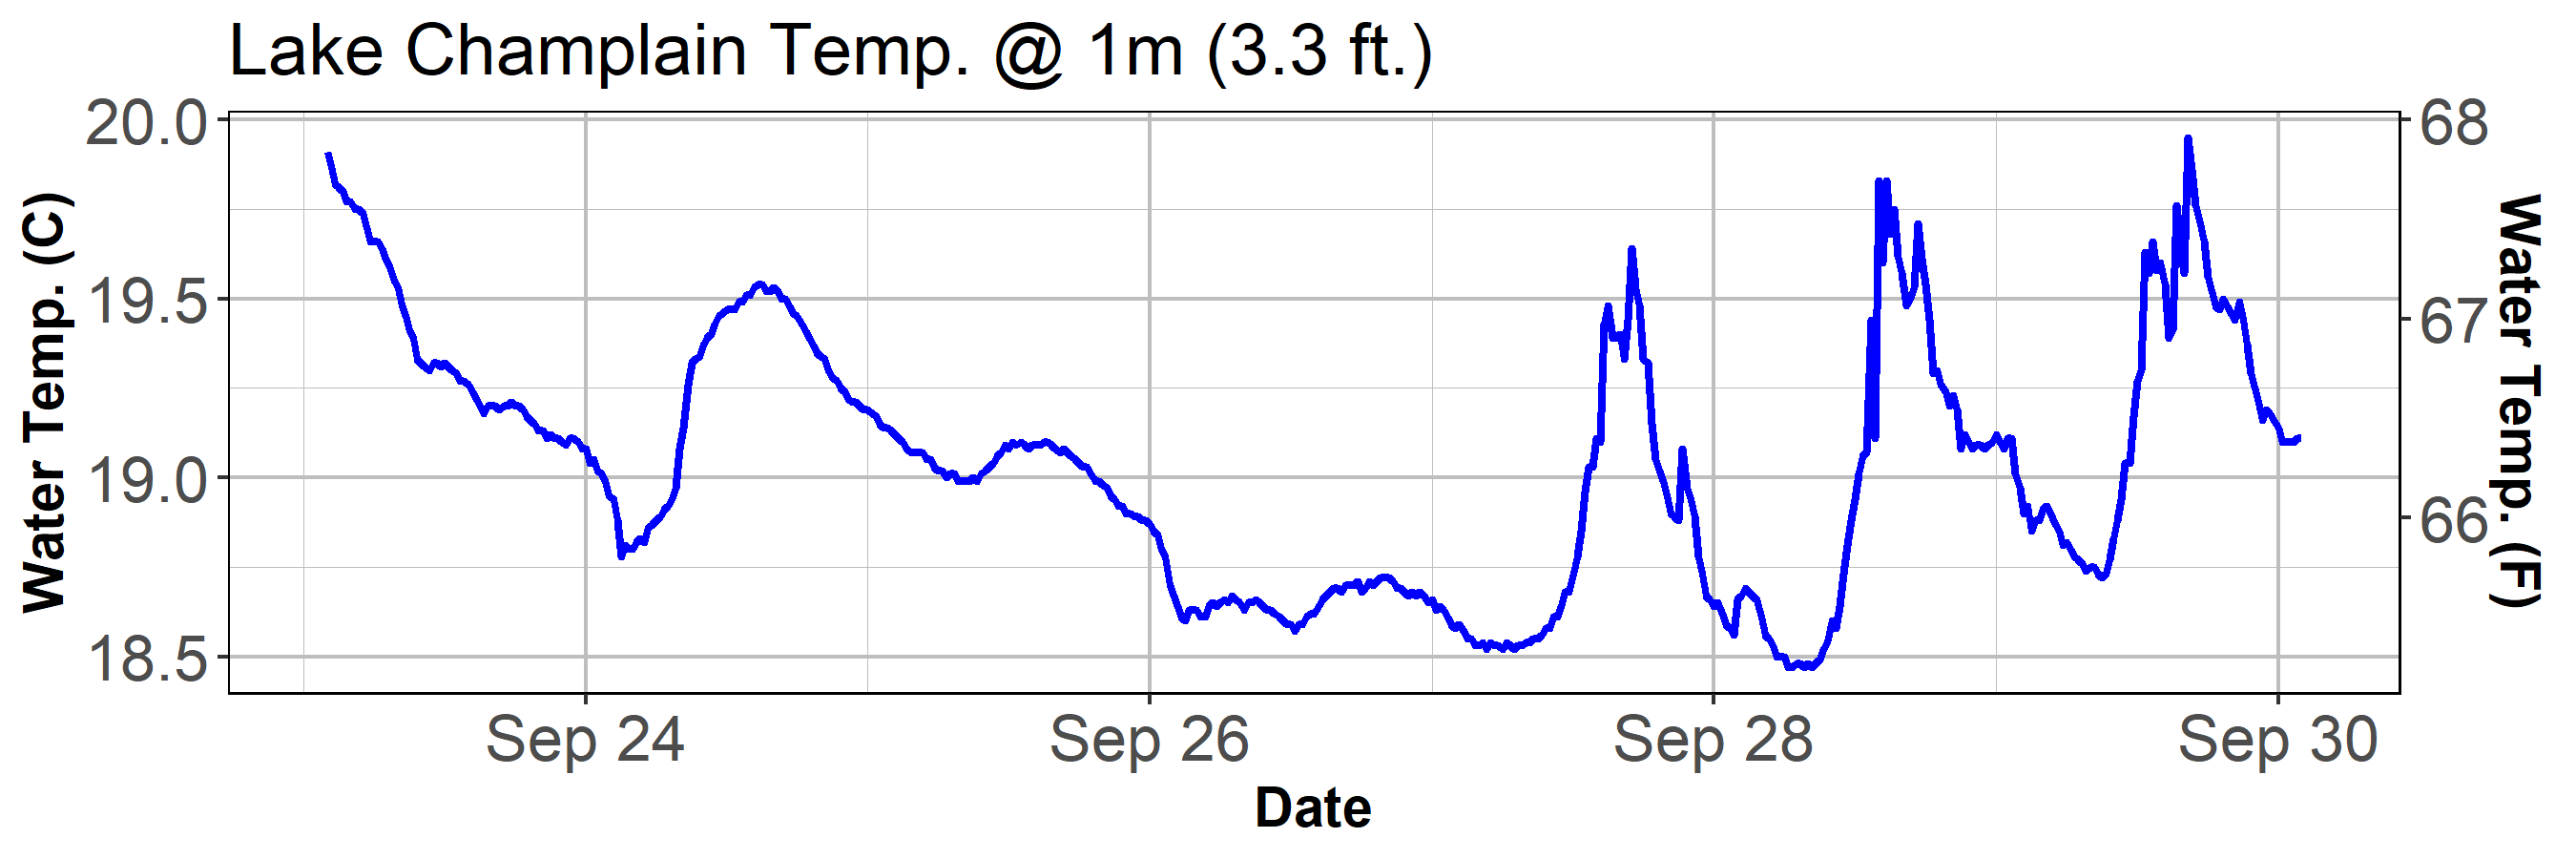 Lake Champlain Temp. @ 1m (3.3 ft.)
Water Temp. (C)
20.0
19.5
19.0
18.5
68
67
66
Water Temp. (F)
Sep 24
Sep 26
Sep 28
Sep 30
Date